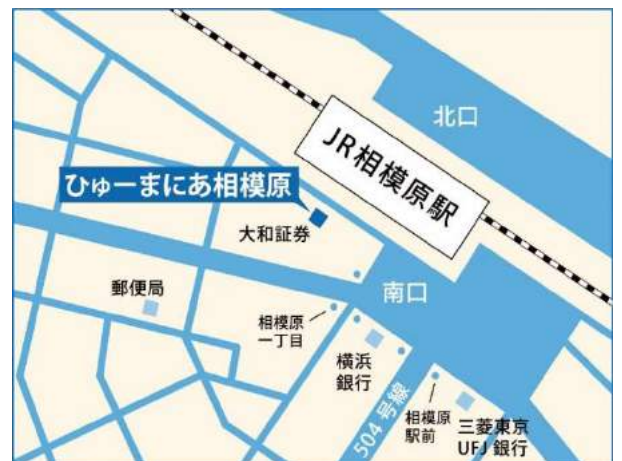 北口
JR相模原駅
ひゅーまにあ相模原
大和証券
南口
郵便局
相模原
一丁目
横浜
銀行
504号線
相模原
駅前
三菱東京
UFJ 銀行